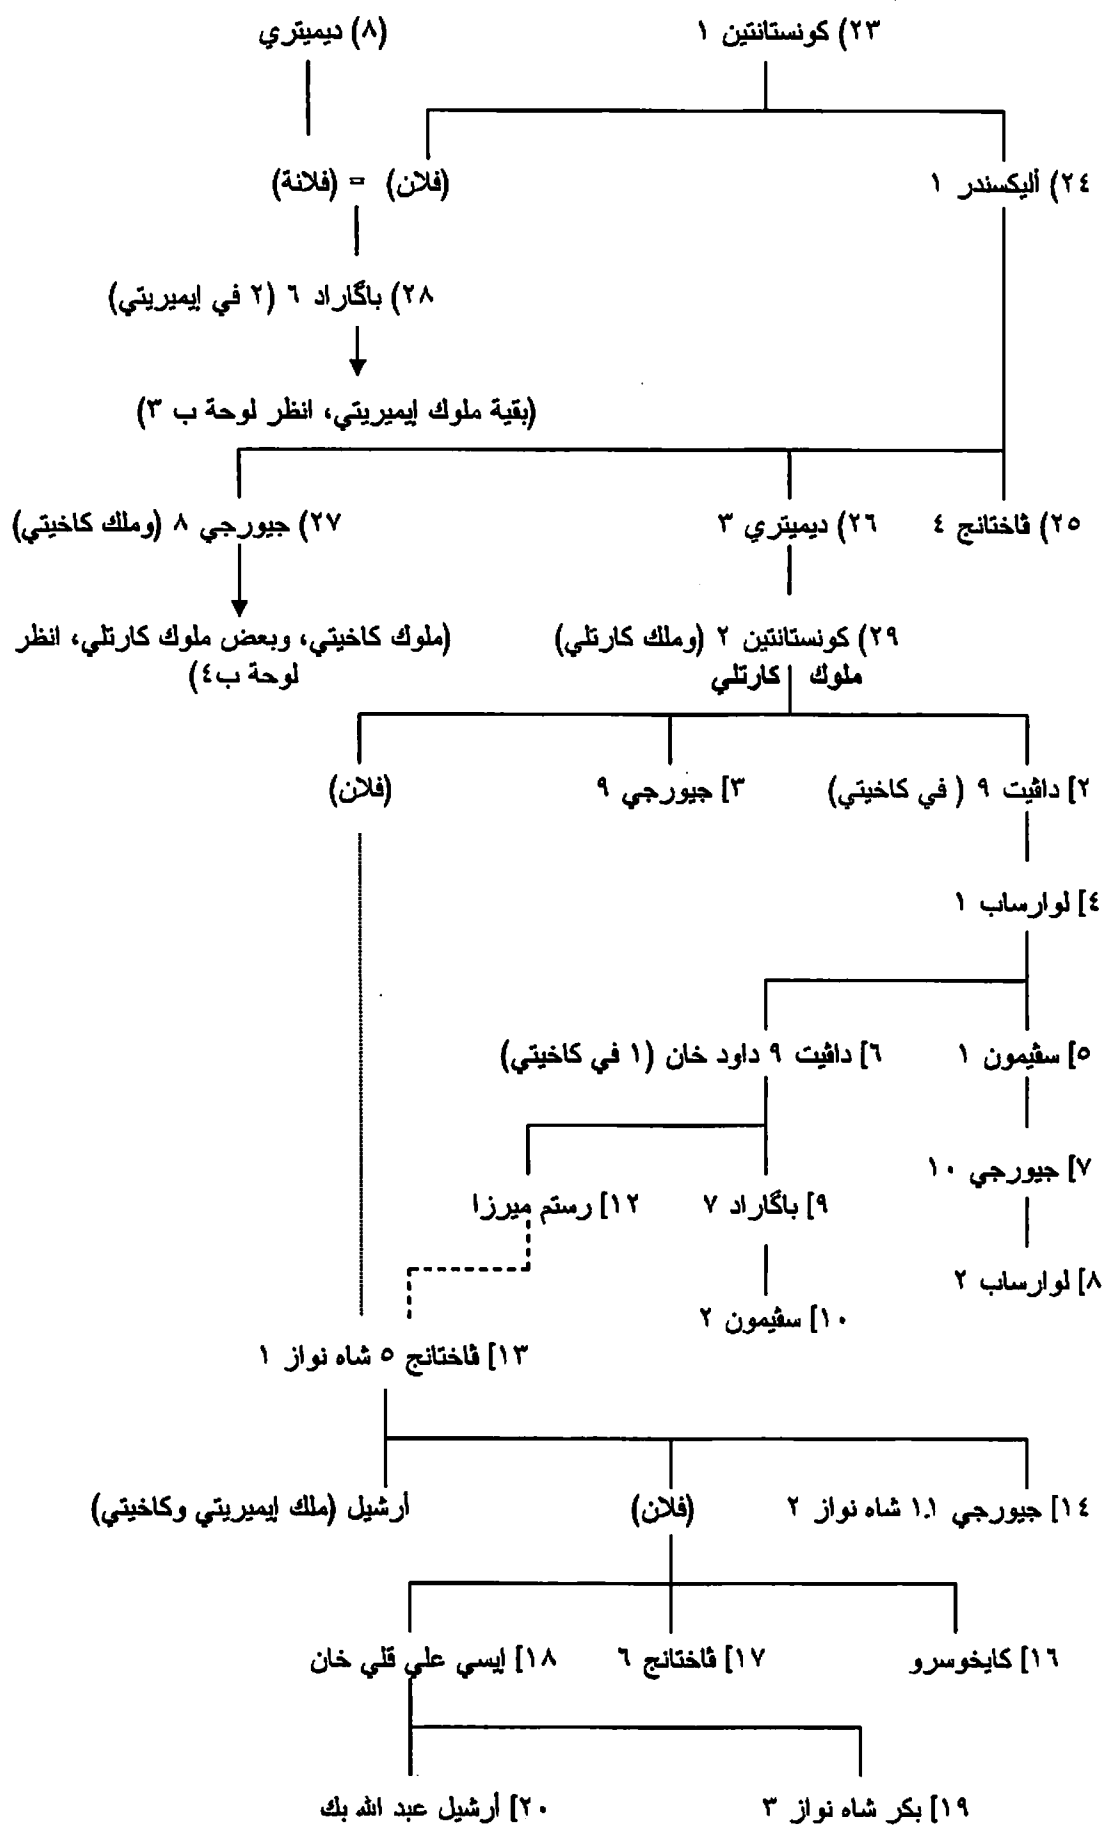 ٢٣) كونستانتين ١
(٨) ديميتري
٢٤) أليكسندر ١
(فلان) = (فلانة)
٢٨) باگاراد ٦ (٢ في إيميريتي)
(بقية ملوك إيميريتي، انظر لوحة ب ٣)
٢٥) ڤاختانج ٤
٢٦) ديميتري ٣
٢٧) جيورجي ٨ (وملك كاخيتي)
٢٩) كونستانتين ٢ (وملك كارتلي)
ملوك كارتلي
(ملوك كاخيتي، وبعض ملوك كارتلي، انظر
لوحة ب٤)
٢] داڤيت ٩ ( في كاخيتي)
٣] جيورجي ٩
(فلان)
٤] لوارساب ١
٥] سڤيمون ١
٦] داڤيت ٩ داود خان (١ في كاخيتي)
٧] جيورجي ١٠
٩] باگاراد ٧
١٢] رستم ميرزا
٨] لوارساب ٢
١٠] سڤيمون ٢
١٣] ڤاختانج ٥ شاه نواز ١
١٤] جيورجي ١.١ شاه نواز ٢
(فلان)
أرشيل (ملك إيميريتي وكاخيتي)
١٦] كايخوسرو
١٧] ڤاختانج ٦
١٨] إيسي علي قلي خان
١٩] بكر شاه نواز ٣
٢٠] أرشيل عبد الله بك